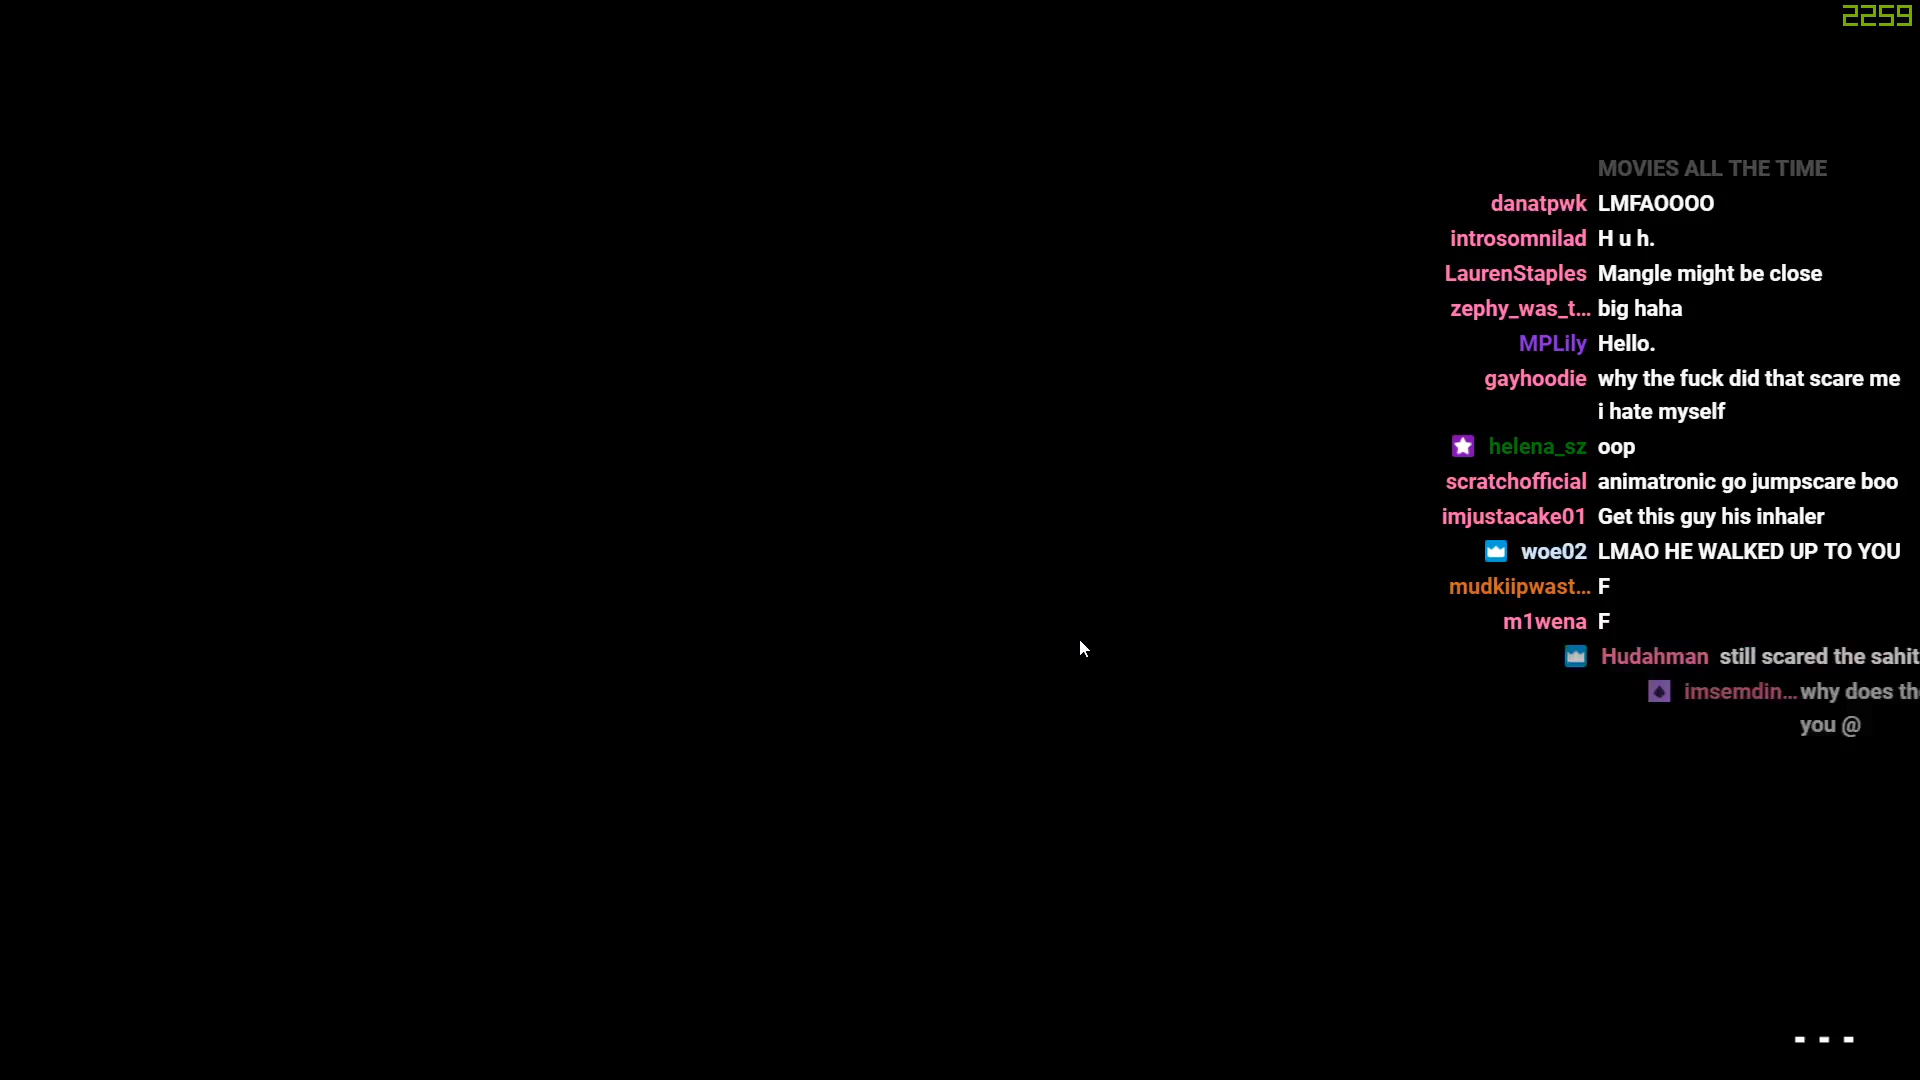 2259
MOVIES ALL THE TIME
danatpwk LMFAOOOO
introsomnilad H u h.
LaurenStaples Mangle might be close
zephy_was_t... big haha
MPLily Hello.
gayhoodie why the fuck did that scare me
i hate myself
helena_sz oop
scratchofficial animatronic go jumpscare boo
imjustacake01 Get this guy his inhaler
woe02 LMAO HE WALKED UP TO YOU
mudkiipwast... F
m1wena F
Hudahman still scared the sahit
imsemdin... why does the
you @
...